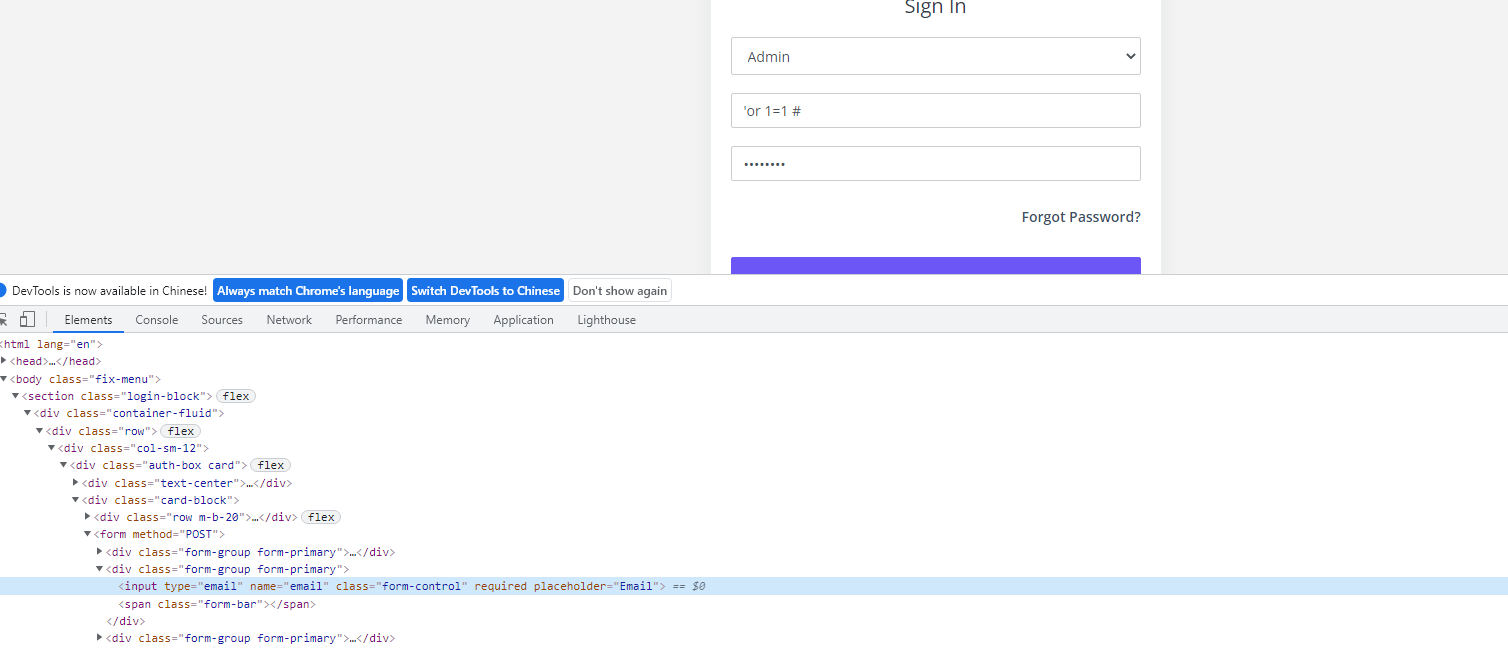 Sign In
Admin
'or 1=1 #
••••••••
Forgot Password?
DevTools is now available in Chinese! Always match Chrome's language Switch DevTools to Chinese Don't show again
Elements Console Sources Network Performance Memory Application Lighthouse
<html lang="en">
<head>…</head>
<body class="fix-menu">
<section class="login-block"> flex
<div class="container-fluid">
<div class="row"> flex
<div class="col-sm-12">
<div class="auth-box card"> flex
<div class="text-center">…</div>
<div class="card-block">
<div class="row m-b-20">…</div> flex
<form method="POST">
<div class="form-group form-primary">…</div>
<div class="form-group form-primary">
<input type="email" name="email" class="form-control" required placeholder="Email"> == $0
<span class="form-bar"></span>
</div>
<div class="form-group form-primary">…</div>